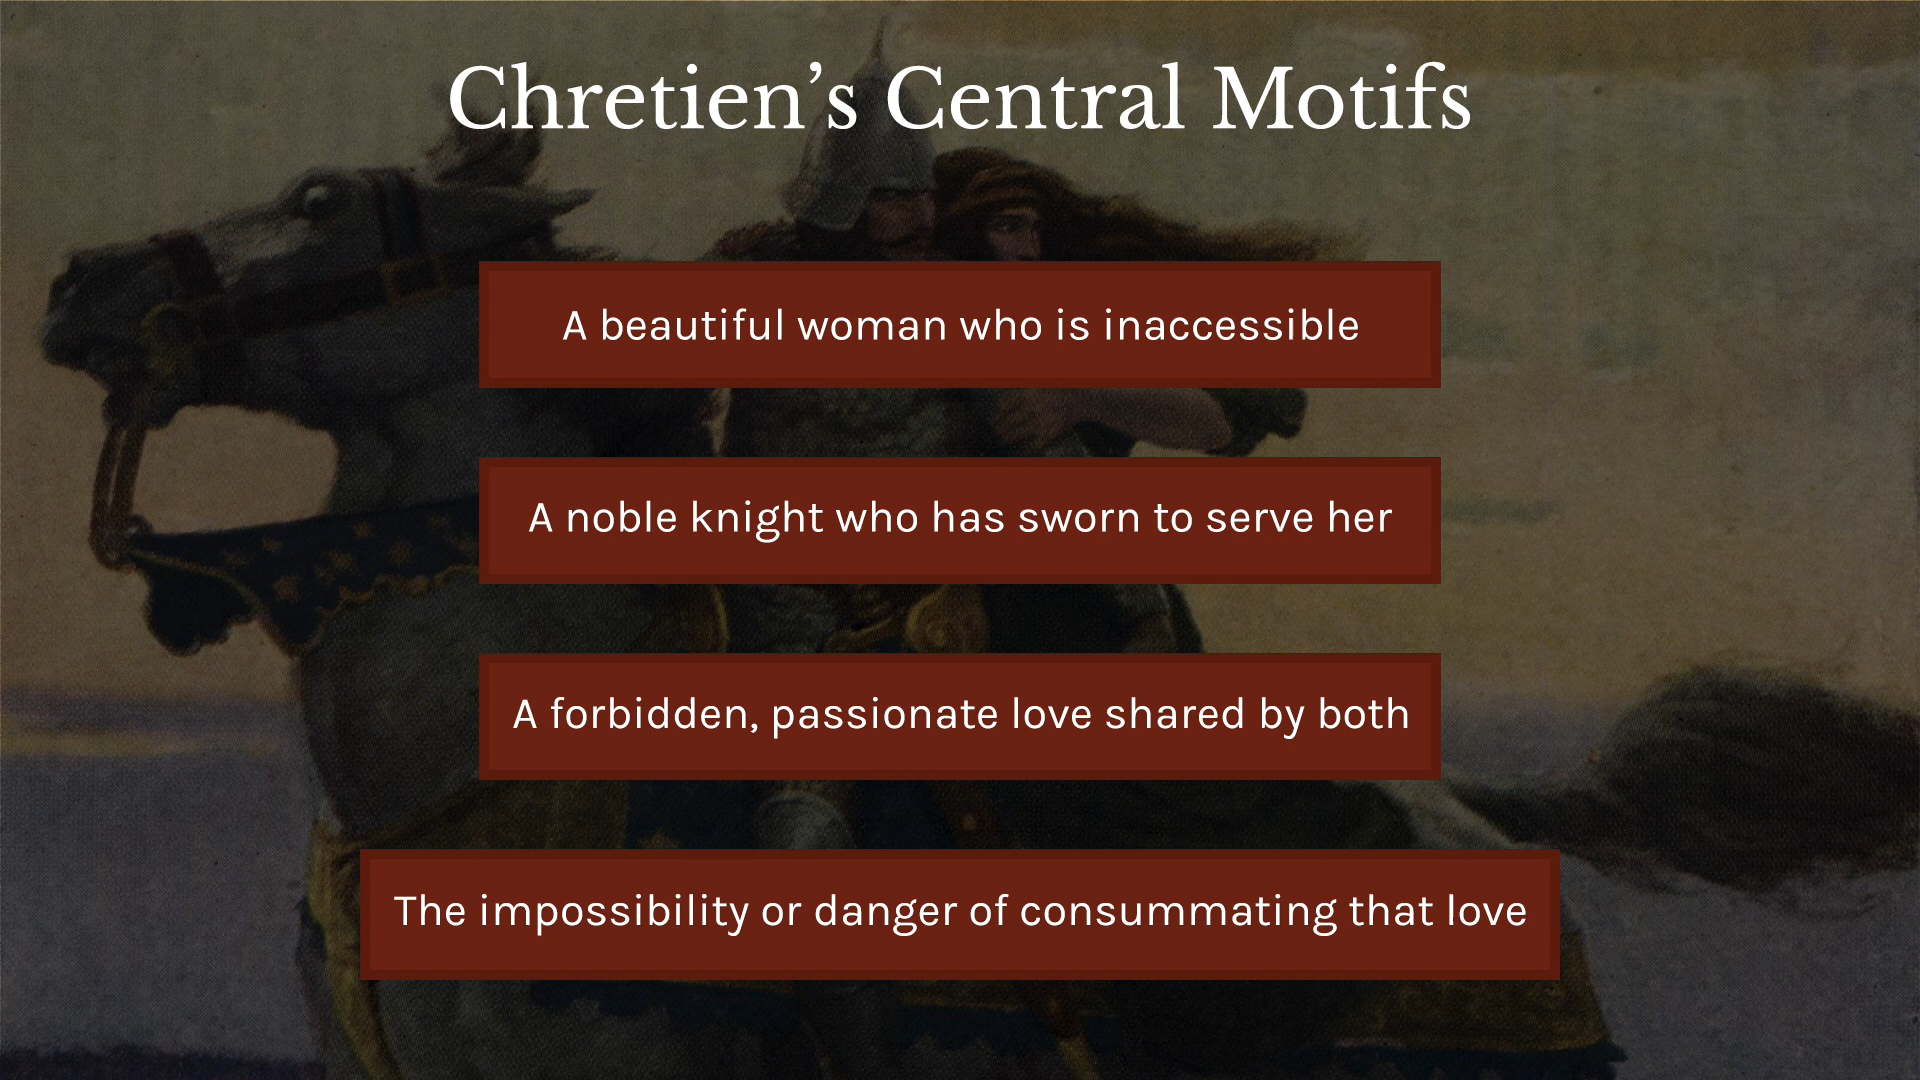 Chretien’s Central Motifs
A beautiful woman who is inaccessible
A noble knight who has sworn to serve her
A forbidden, passionate love shared by both
The impossibility or danger of consummating that love